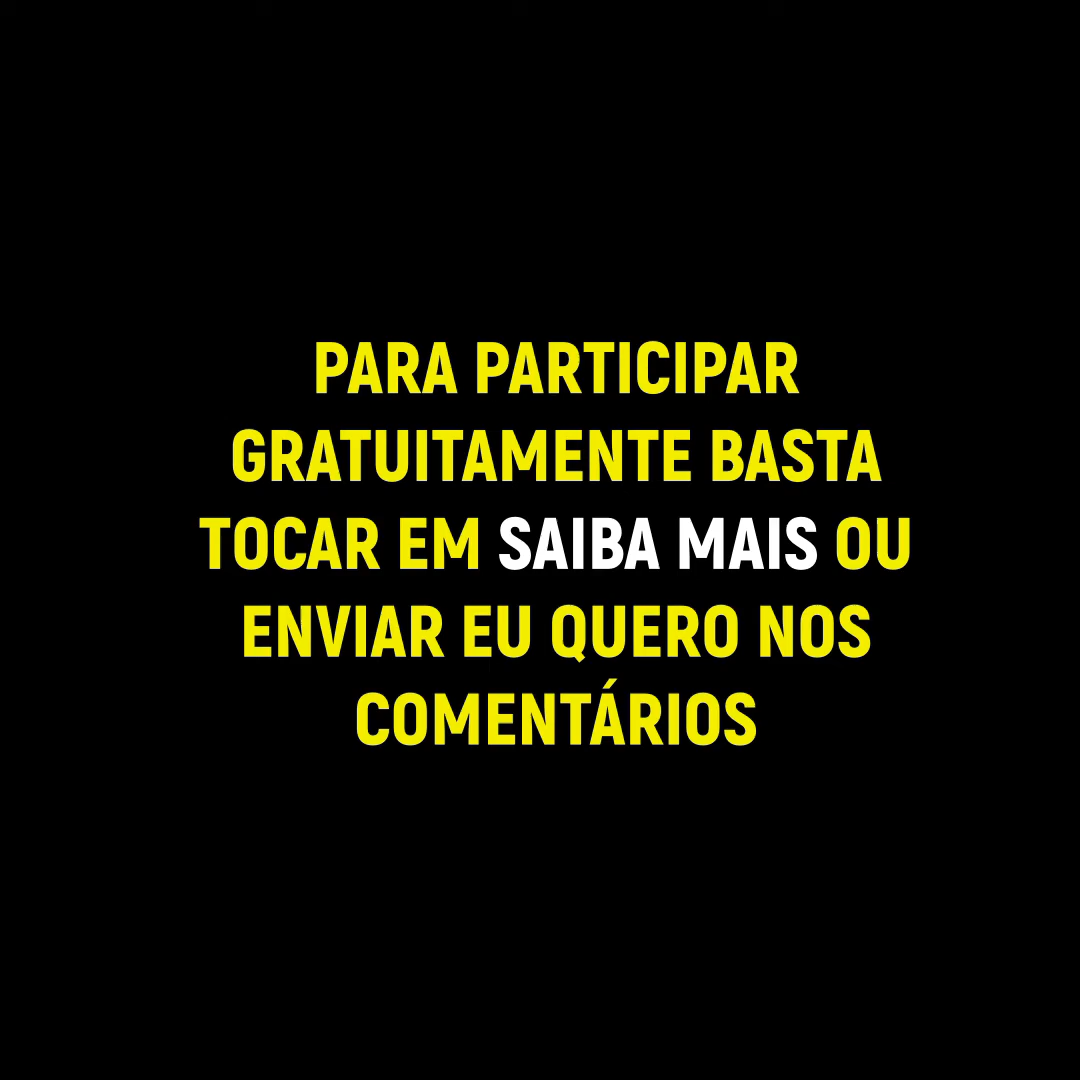 PARA PARTICIPAR
GRATUITAMENTE BASTA
TOCAR EM SAIBA MAIS OU
ENVIAR EU QUERO NOS
COMENTÁRIOS